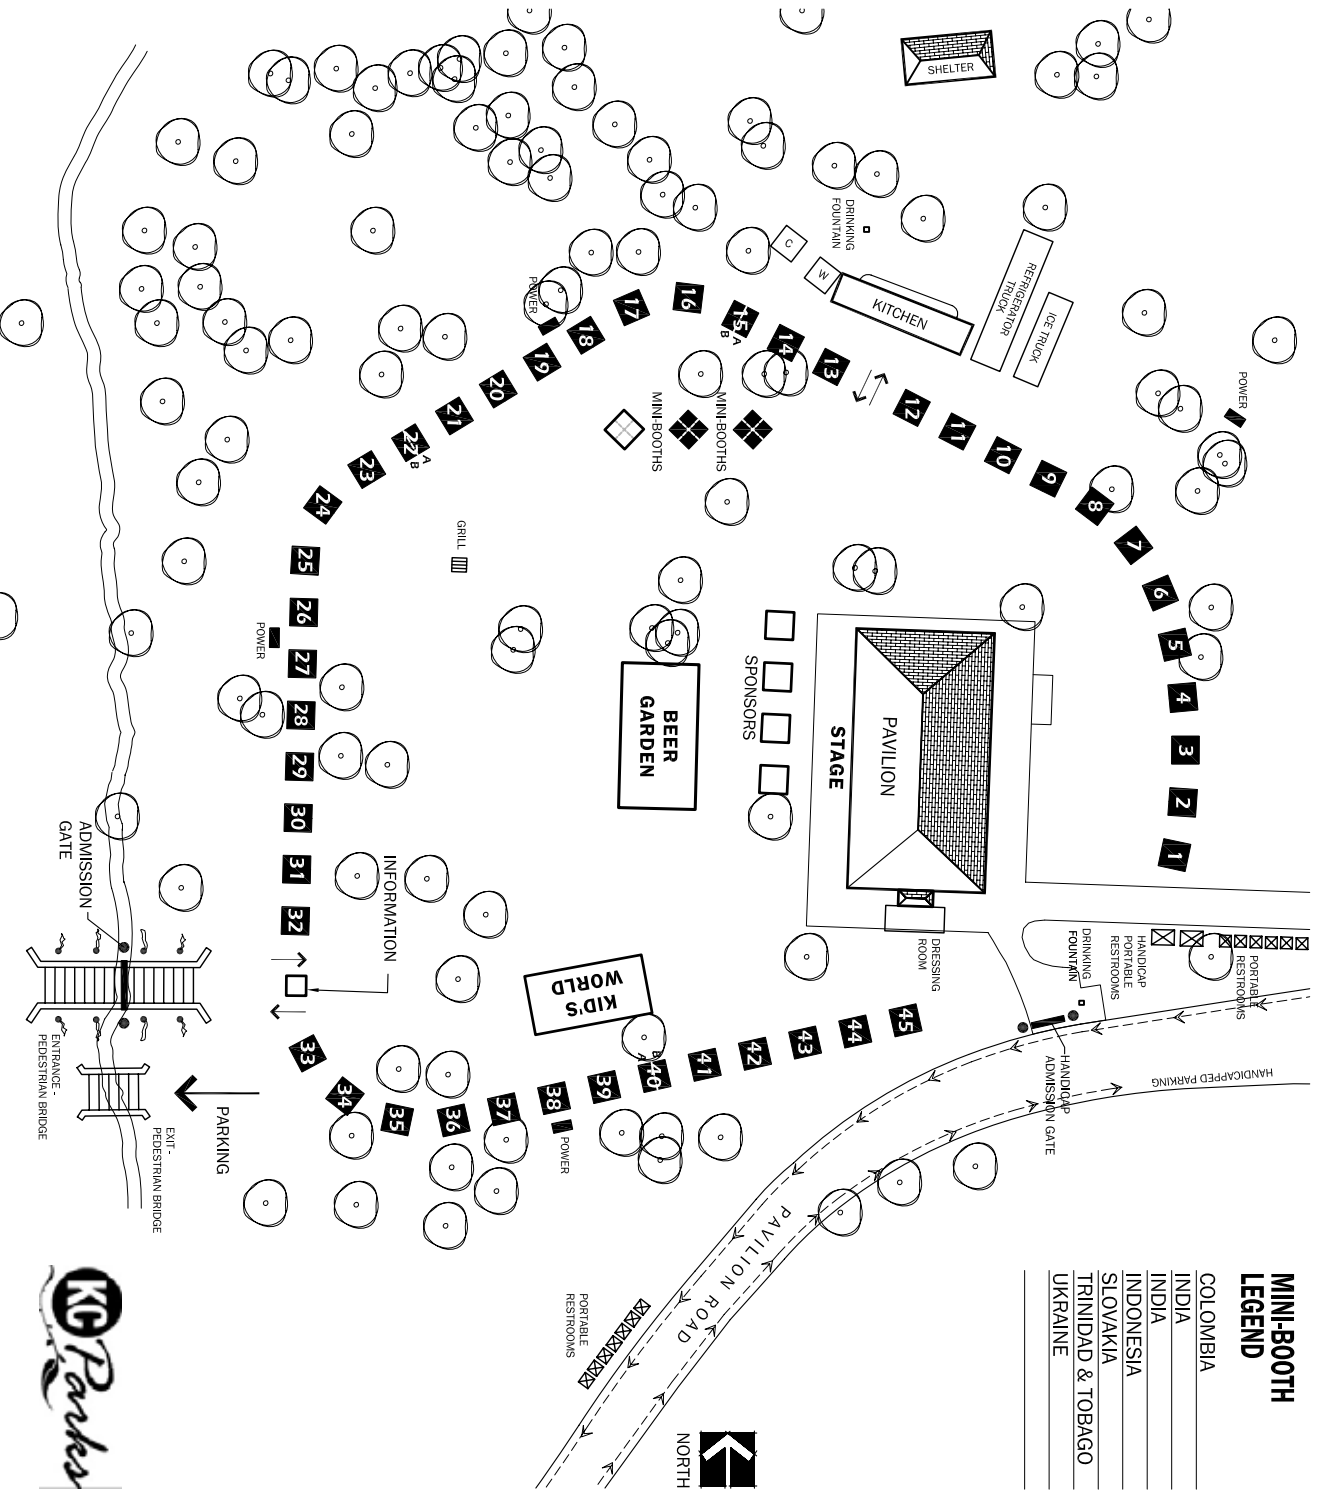 SHELTER
DRINKING
FOUNTAIN
C
W
KITCHEN
REFRIGERATOR
TRUCK
ICE TRUCK
POWER
POWER
16
17
18
19
20
21
22
A
B
23
24
15
A
B
14
13
12
11
10
9
8
7
6
5
4
3
2
1
MINI-BOOTHS
MINI-BOOTHS
GRILL
25
26
27
28
29
30
31
32
POWER
BEER
GARDEN
SPONSORS
STAGE
PAVILION
DRESSING
ROOM
INFORMATION
ADMISSION
GATE
KID'S
WORLD
33
34
35
36
37
38
39
40
A
B
41
42
43
44
45
POWER
DRINKING
FOUNTAIN
HANDICAP
PORTABLE
RESTROOMS
PORTABLE
RESTROOMS
HANDICAP
ADMISSION GATE
HANDICAPPED PARKING
ENTRANCE -
PEDESTRIAN BRIDGE
EXIT -
PEDESTRIAN BRIDGE
PARKING
PAVILION ROAD
PORTABLE
RESTROOMS
MINI-BOOTH
LEGEND
COLOMBIA
INDIA
INDIA
INDONESIA
SLOVAKIA
TRINIDAD & TOBAGO
UKRAINE
NORTH
KC Parks